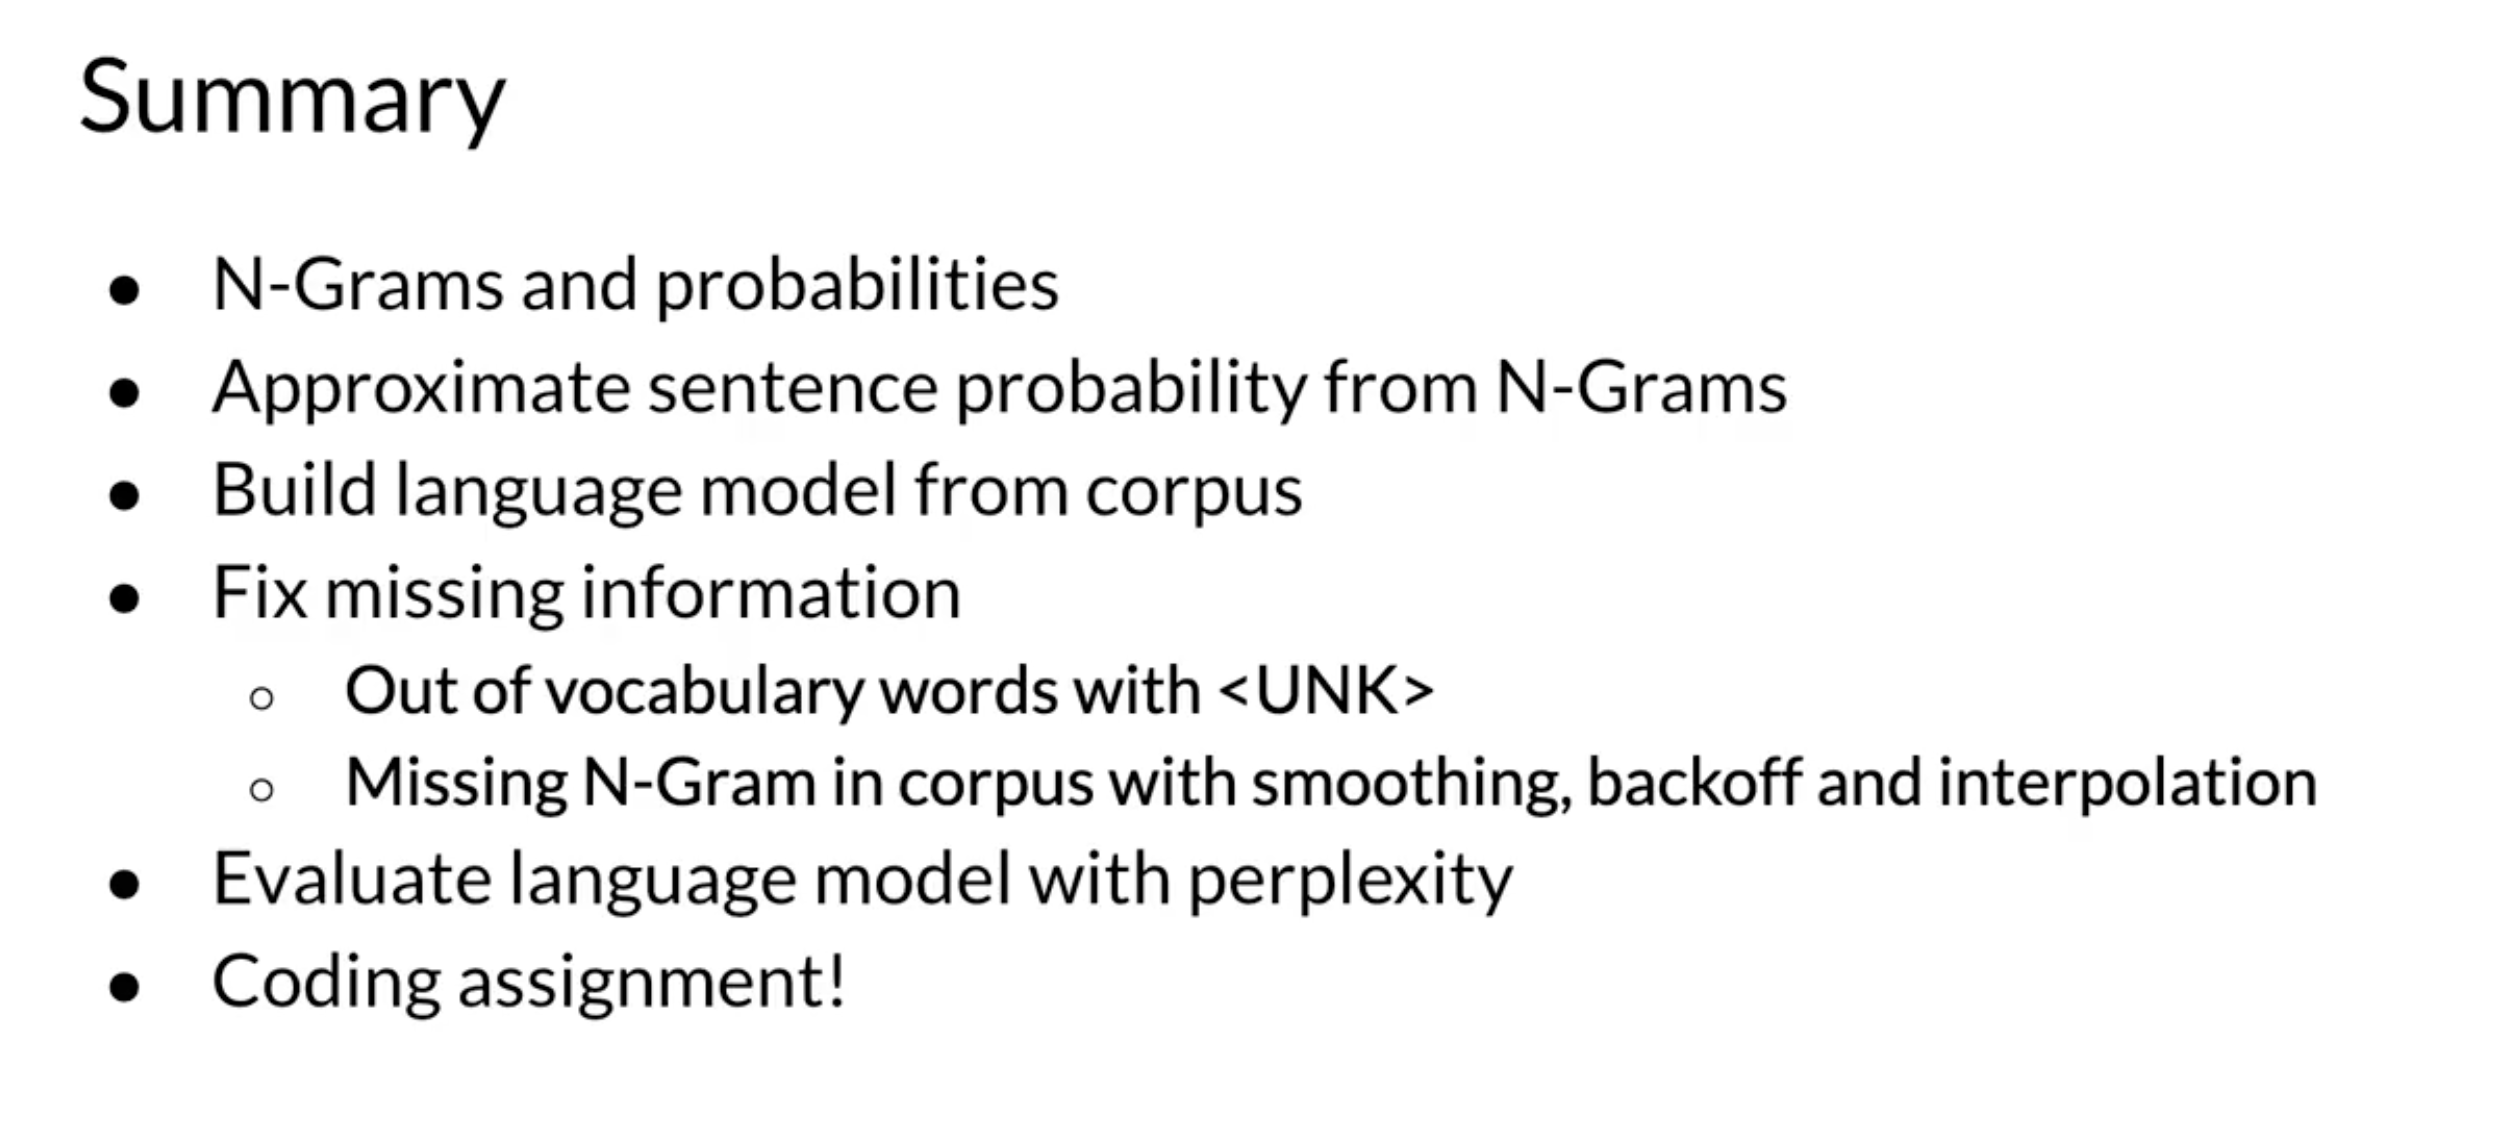 Summary
● N-Grams and probabilities
● Approximate sentence probability from N-Grams
● Build language model from corpus
● Fix missing information
○ Out of vocabulary words with <UNK>
○ Missing N-Gram in corpus with smoothing, backoff and interpolation
● Evaluate language model with perplexity
● Coding assignment!